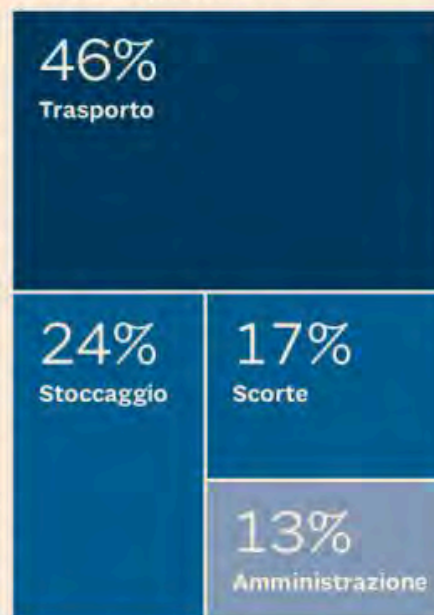 46%
Trasporto
24%
Stoccaggio
17%
Scorte
13%
Amministrazione